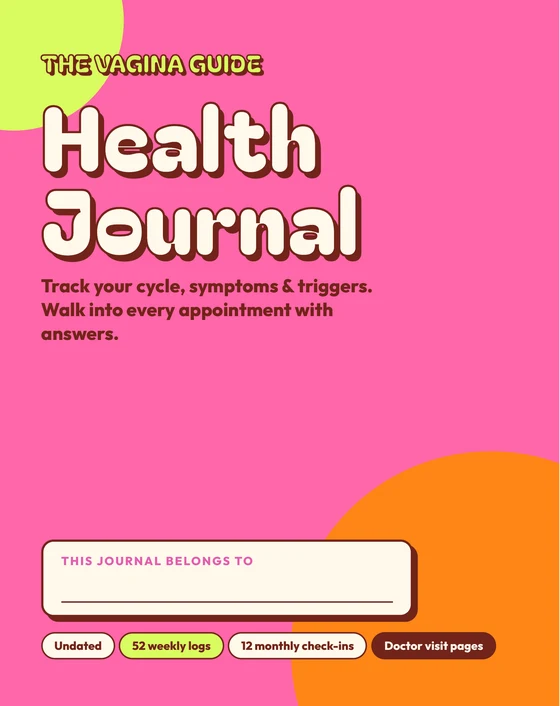 THE VAGINA GUIDE
Health
Journal
Track your cycle, symptoms & triggers.
Walk into every appointment with
answers.
THIS JOURNAL BELONGS TO
Undated 52 weekly logs 12 monthly check-ins Doctor visit pages